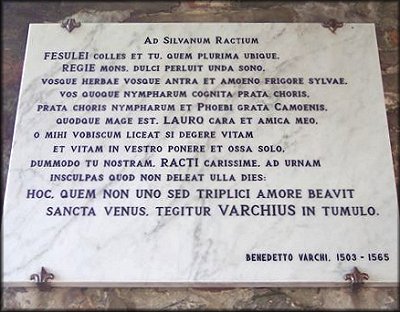 Ad Silvanum Ractium
FESULEI colles et tu, quem plurima ubique,
REGIE mons, dulci perluit unda sono,
vosque herbae vosque antra et amoeno frigore sylvae,
vos quoque nympharum cognita prata choris,
prata choris nympharum et Phoebi grata Camoenis,
quodque mage est, LAURO cara et amica meo,
o mihi vobiscum liceat si degere vitam
et vitam in vestro ponere et ossa solo,
dummodo tu nostram, RACTI carissime, ad urnam
insculpas quod non deleat ulla dies:
HOC, QUEM NON UNO SED TRIPLICI AMORE BEAVIT
SANCTA VENUS, TEGITUR VARCHIUS IN TUMULO.
BENEDETTO VARCHI, 1503 - 1565